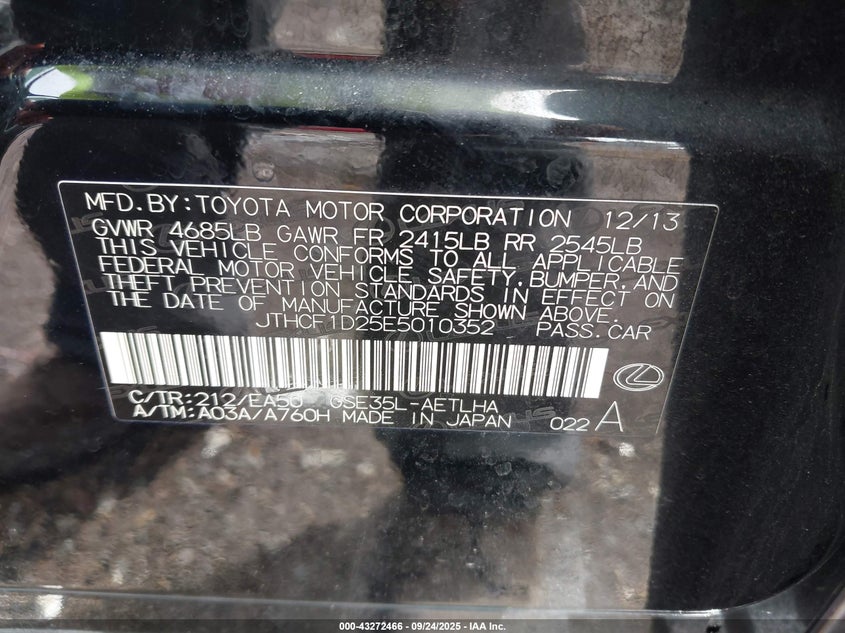 MFD.BY:TOYOTA MOTOR CORPORATION 12/13
GVWR 4685LB GAWR FR 2415LB RR 2545LB
THIS VEHICLE CONFORMS TO ALL APPLICABLE
FEDERAL MOTOR VEHICLE SAFETY,BUMPER,AND
THEFT PREVENTION STANDARDS IN EFFECT ON
THE DATE OF MANUFACTURE SHOWN ABOVE.
JTHCF1D25E5010352 PASS.CAR
C/TR:212/EA50 GSE35L-AETLHA
A/TM:A03A/A760H MADE IN JAPAN 022A
000-43272466 - 09/24/2025 - IAA Inc.